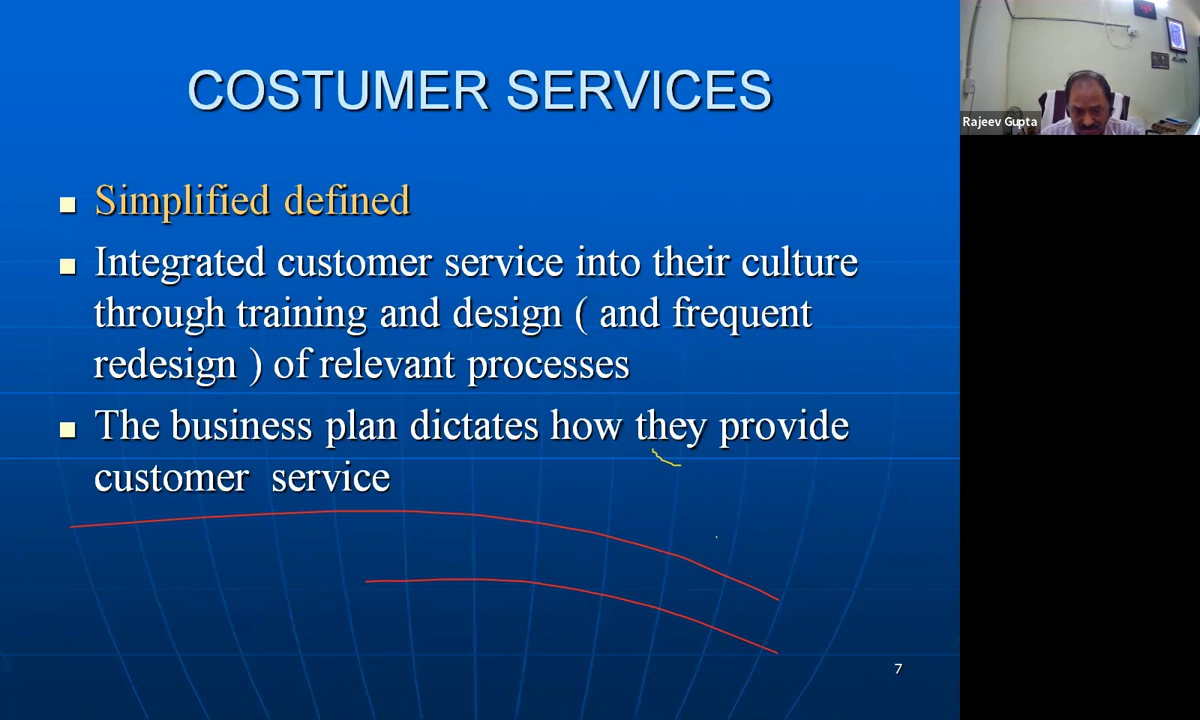 COSTUMER SERVICES
Simplified defined
Integrated customer service into their culture
through training and design ( and frequent
redesign ) of relevant processes
The business plan dictates how they provide
customer service
7
Rajeev Gupta